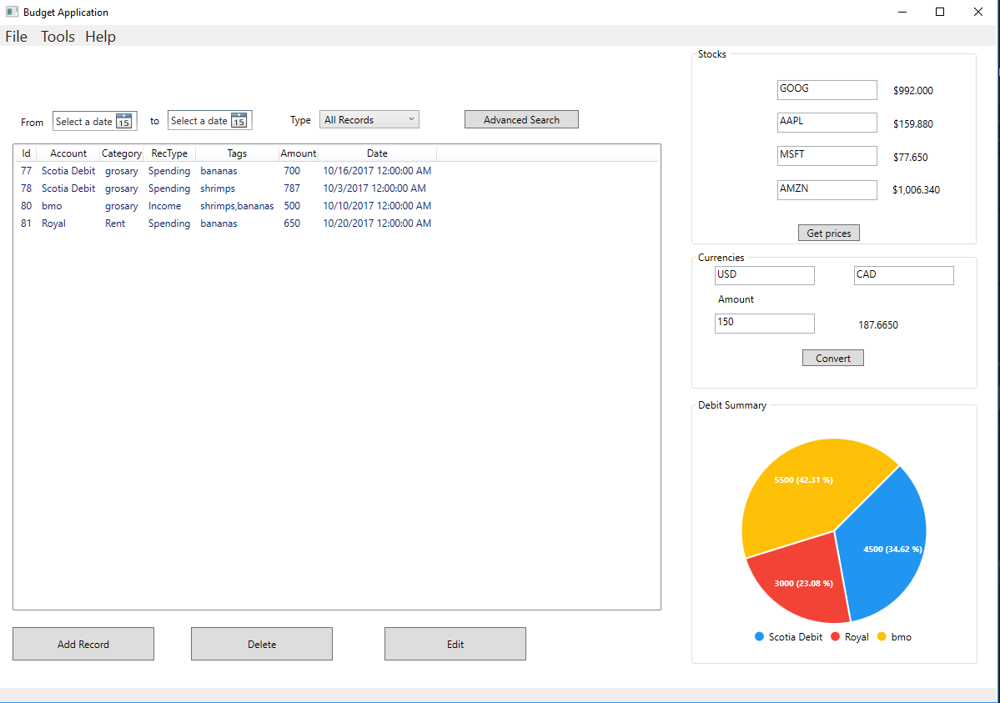 Budget Application
File Tools Help
From Select a date 15 to Select a date 15 Type All Records Advanced Search
Id Account Category RecType Tags Amount Date
77 Scotia Debit grosary Spending bananas 700 10/16/2017 12:00:00 AM
78 Scotia Debit grosary Spending shrimps 787 10/3/2017 12:00:00 AM
80 bmo grosary Income shrimps,bananas 500 10/10/2017 12:00:00 AM
81 Royal Rent Spending bananas 650 10/20/2017 12:00:00 AM
Add Record Delete Edit
Stocks
GOOG $992.000
AAPL $159.880
MSFT $77.650
AMZN $1,006.340
Get prices
Currencies
USD CAD
Amount
150 187.6650
Convert
Debit Summary
5500 (42.31 %)
4500 (34.62 %)
3000 (23.08 %)
Scotia Debit Royal bmo